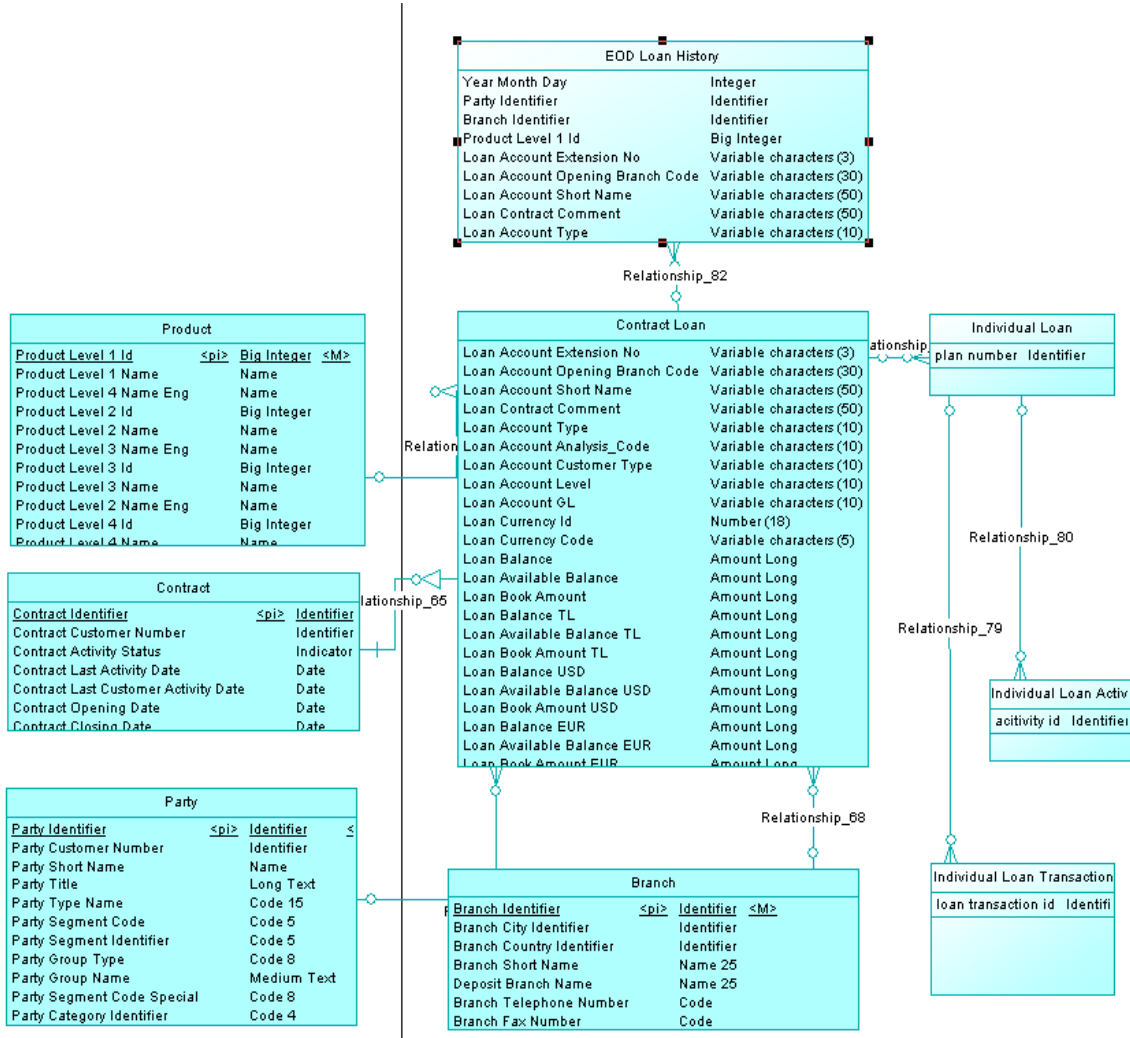 EOD Loan History
Year Month Day Integer
Party Identifier Identifier
Branch Identifier Identifier
Product Level 1 Id Big Integer
Loan Account Extension No Variable characters (3)
Loan Account Opening Branch Code Variable characters (30)
Loan Account Short Name Variable characters (50)
Loan Contract Comment Variable characters (50)
Loan Account Type Variable characters (10)
Relationship_82
Product
Product Level 1 Id <pi> Big Integer <M>
Product Level 1 Name Name
Product Level 4 Name Eng Name
Product Level 2 Id Big Integer
Product Level 2 Name Name
Product Level 3 Name Eng Name
Product Level 3 Id Big Integer
Product Level 3 Name Name
Product Level 2 Name Eng Name
Product Level 4 Id Big Integer
Product Level 4 Name Name
Relation
Contract Loan
Loan Account Extension No Variable characters (3)
Loan Account Opening Branch Code Variable characters (30)
Loan Account Short Name Variable characters (50)
Loan Contract Comment Variable characters (50)
Loan Account Type Variable characters (10)
Loan Account Analysis_Code Variable characters (10)
Loan Account Customer Type Variable characters (10)
Loan Account Level Variable characters (10)
Loan Account GL Variable characters (10)
Loan Currency Id Number (18)
Loan Currency Code Variable characters (5)
Loan Balance Amount Long
Loan Available Balance Amount Long
Loan Book Amount Amount Long
Loan Balance TL Amount Long
Loan Available Balance TL Amount Long
Loan Book Amount TL Amount Long
Loan Balance USD Amount Long
Loan Available Balance USD Amount Long
Loan Book Amount USD Amount Long
Loan Balance EUR Amount Long
Loan Available Balance EUR Amount Long
Loan Book Amount EUR Amount Long
ationship_
Individual Loan
plan number Identifier
Relationship_80
Relationship_79
Individual Loan Activ
acitivity id Identifier
Individual Loan Transaction
loan transaction id Identifi
Contract
Contract Identifier <pi> Identifier
Contract Customer Number Identifier
Contract Activity Status Indicator
Contract Last Activity Date Date
Contract Last Customer Activity Date Date
Contract Opening Date Date
Contract Closing Date Date
lationship_65
Party
Party Identifier <pi> Identifier <
Party Customer Number Identifier
Party Short Name Name
Party Title Long Text
Party Type Name Code 15
Party Segment Code Code 5
Party Segment Identifier Code 5
Party Group Type Code 8
Party Group Name Medium Text
Party Segment Code Special Code 8
Party Category Identifier Code 4
Relationship_68
Branch
Branch Identifier <pi> Identifier <M>
Branch City Identifier Identifier
Branch Country Identifier Identifier
Branch Short Name Name 25
Deposit Branch Name Name 25
Branch Telephone Number Code
Branch Fax Number Code